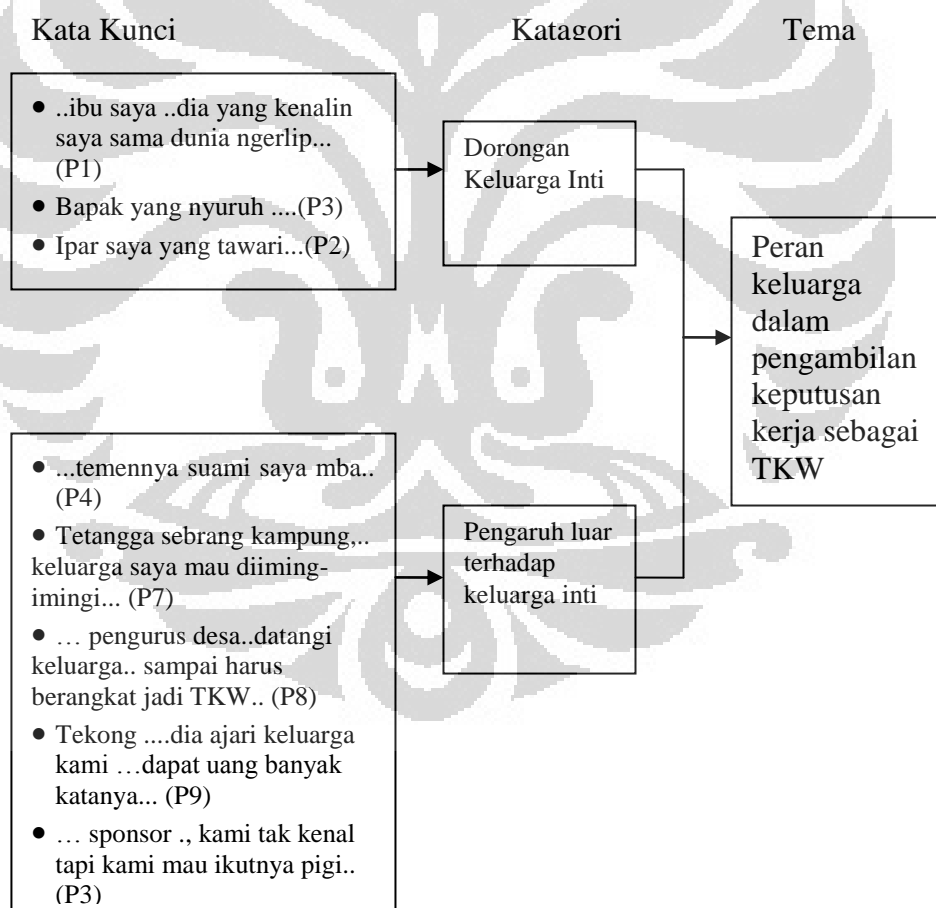 Kata Kunci Katagori Tema
• ..ibu saya ..dia yang kenalin
saya sama dunia ngerlip...
(P1)
• Bapak yang nyuruh ....(P3)
• Ipar saya yang tawari...(P2)
Dorongan
Keluarga Inti
• ...temennya suami saya mba..
(P4)
• Tetangga sebrang kampung,..
keluarga saya mau diiming-
imingi... (P7)
• … pengurus desa..datangi
keluarga.. sampai harus
berangkat jadi TKW.. (P8)
• Tekong ....dia ajari keluarga
kami …dapat uang banyak
katanya... (P9)
• … sponsor ., kami tak kenal
tapi kami mau ikutnya pigi..
(P3)
Pengaruh luar
terhadap
keluarga inti
Peran
keluarga
dalam
pengambilan
keputusan
kerja sebagai
TKW